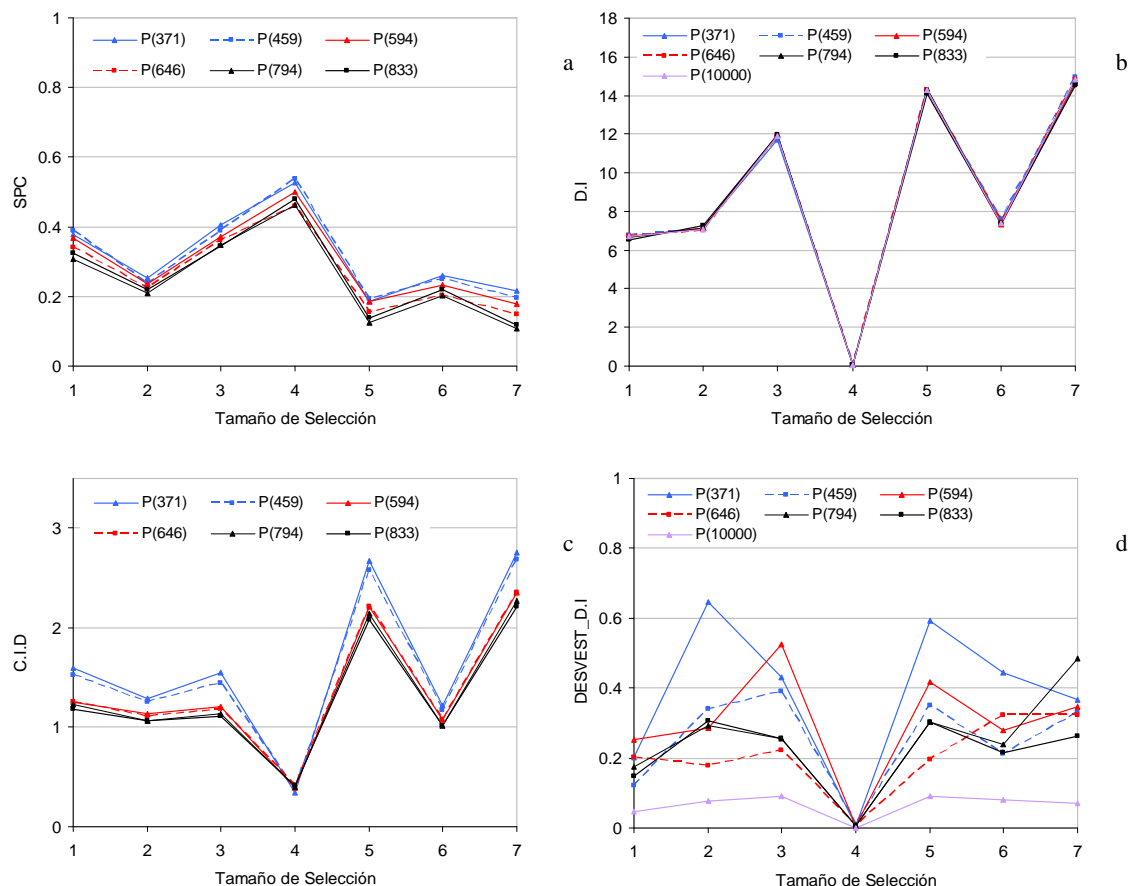 1
0.8
0.6
0.4
0.2
0
SPC
P(371) P(459) P(594)
P(646) P(794) P(833)
1 2 3 4 5 6 7
Tamaño de Selección
a
18
16
14
12
10
8
6
4
2
0
D.I
P(371) P(459) P(594)
P(646) P(794) P(833)
P(10000)
1 2 3 4 5 6 7
Tamaño de Selección
b
3
2
1
0
C.I.D
P(371) P(459) P(594)
P(646) P(794) P(833)
1 2 3 4 5 6 7
Tamaño de Selección
c
1
0.8
0.6
0.4
0.2
0
DESVEST_D.I
P(371) P(459) P(594)
P(646) P(794) P(833)
P(10000)
1 2 3 4 5 6 7
Tamaño de Selección
d